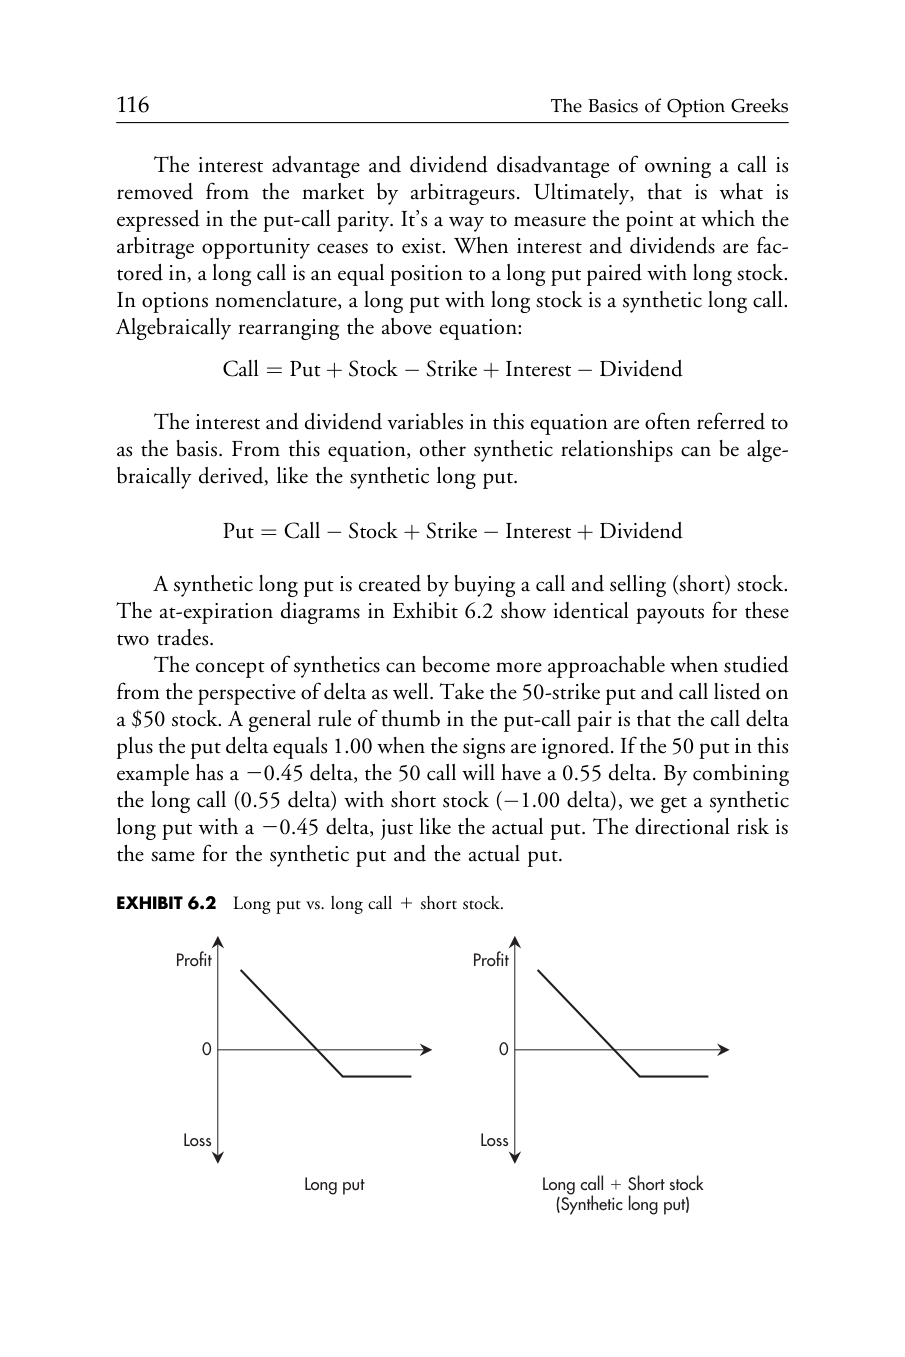 116 The Basics of Option Greeks
The interest advantage and dividend disadvantage of owning a call is
removed from the market by arbitrageurs. Ultimately, that is what is
expressed in the put-call parity. It’s a way to measure the point at which the
arbitrage opportunity ceases to exist. When interest and dividends are fac-
tored in, a long call is an equal position to a long put paired with long stock.
In options nomenclature, a long put with long stock is a synthetic long call.
Algebraically rearranging the above equation:
Call = Put + Stock − Strike + Interest − Dividend
The interest and dividend variables in this equation are often referred to
as the basis. From this equation, other synthetic relationships can be alge-
braically derived, like the synthetic long put.
Put = Call − Stock + Strike − Interest + Dividend
A synthetic long put is created by buying a call and selling (short) stock.
The at-expiration diagrams in Exhibit 6.2 show identical payouts for these
two trades.
The concept of synthetics can become more approachable when studied
from the perspective of delta as well. Take the 50-strike put and call listed on
a $50 stock. A general rule of thumb in the put-call pair is that the call delta
plus the put delta equals 1.00 when the signs are ignored. If the 50 put in this
example has a −0.45 delta, the 50 call will have a 0.55 delta. By combining
the long call (0.55 delta) with short stock (−1.00 delta), we get a synthetic
long put with a −0.45 delta, just like the actual put. The directional risk is
the same for the synthetic put and the actual put.
EXHIBIT 6.2 Long put vs. long call + short stock.
Profit
0
Loss
Long put
Profit
0
Loss
Long call + Short stock
(Synthetic long put)